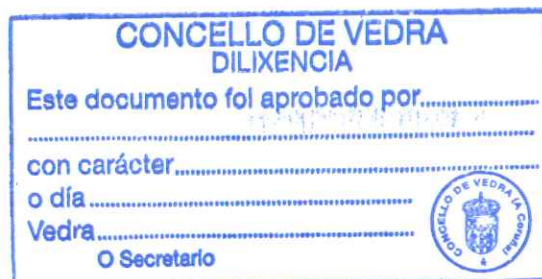 CONCELLO DE VEDRA
DILIXENCIA
Este documento foi aprobado por
con carácter
o día
Vedra
O Secretario
CONCELLO DE VEDRA (A Coruña)